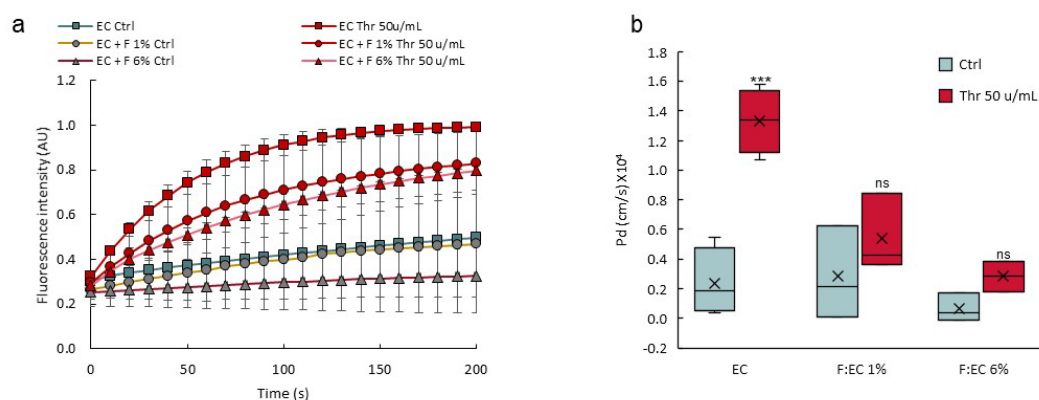 a
EC Ctrl
EC Thr 50u/mL
EC + F 1% Ctrl
EC + F 1% Thr 50 u/mL
EC + F 6% Ctrl
EC + F 6% Thr 50 u/mL
1.2
1.0
0.8
0.6
0.4
0.2
0.0
Fluorescence intensity (AU)
0
50
100
150
200
Time (s)
b
Ctrl
Thr 50 u/mL
1.8
1.6
1.4
1.2
1.0
0.8
0.6
0.4
0.2
0.0
-0.2
Pd (cm/s) X10⁴
***
ns
ns
EC
F:EC 1%
F:EC 6%